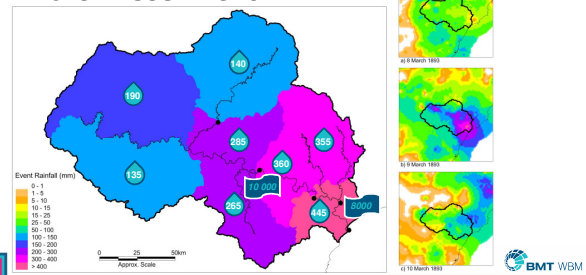 140
190
285
355
360
135
10 000
265
445
8000
Event Rainfall (mm)
0 - 1
1 - 5
5 - 10
10 - 15
15 - 25
25 - 50
50 - 100
100 - 150
150 - 200
200 - 300
300 - 400
> 400
0 25 50km
Approx. Scale
a) 8 March 1893
b) 9 March 1893
c) 10 March 1893
BMT WBM